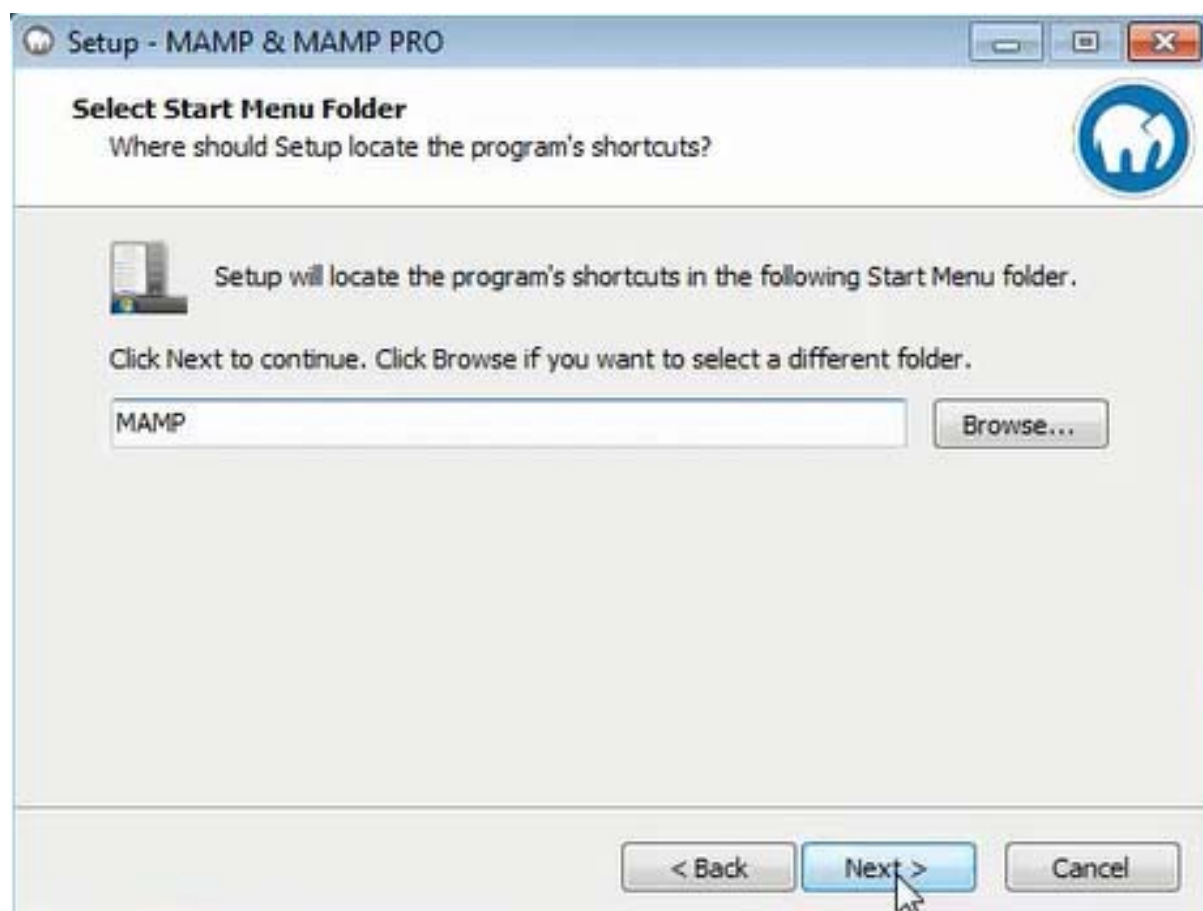 Setup - MAMP & MAMP PRO
Select Start Menu Folder
Where should Setup locate the program's shortcuts?
Setup will locate the program's shortcuts in the following Start Menu folder.
Click Next to continue. Click Browse if you want to select a different folder.
MAMP
Browse...
< Back
Next >
Cancel